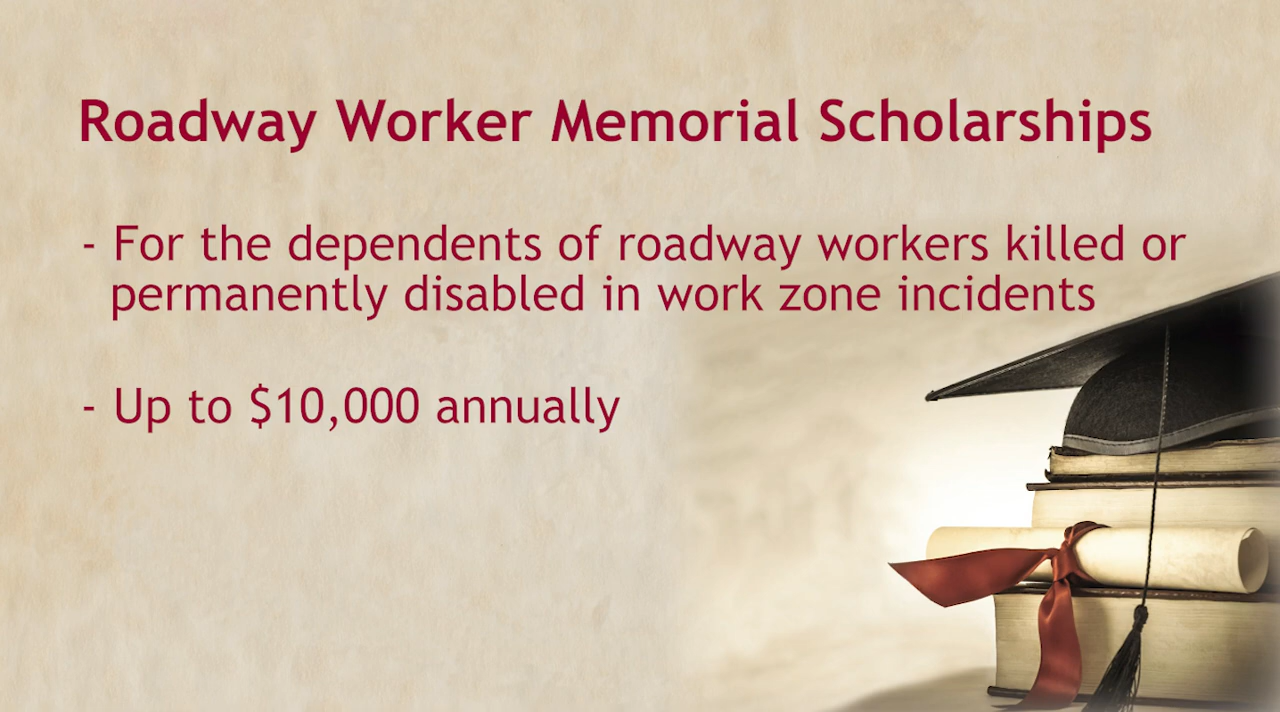 Roadway Worker Memorial Scholarships
- For the dependents of roadway workers killed or
permanently disabled in work zone incidents
- Up to $10,000 annually